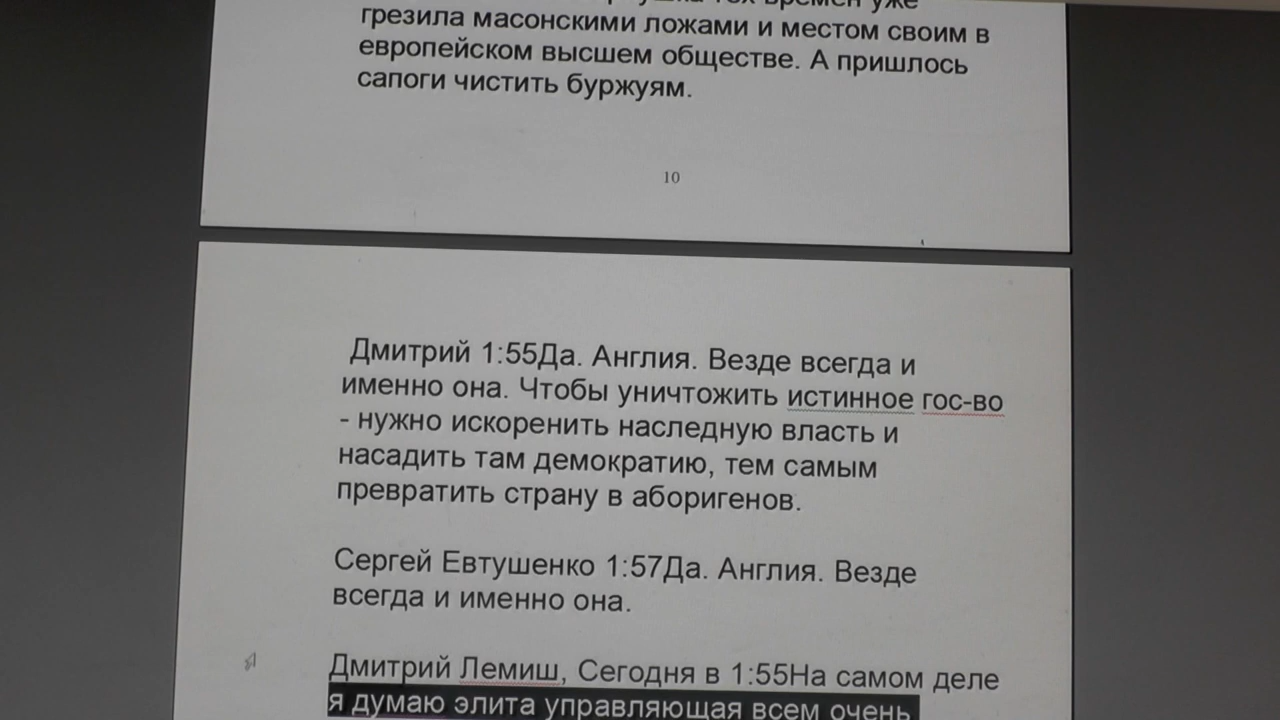 тех времен уже
грезила масонскими ложами и местом своим в
европейском высшем обществе. А пришлось
сапоги чистить буржуям.
10
Дмитрий 1:55Да. Англия. Везде всегда и
именно она. Чтобы уничтожить истинное гос-во
- нужно искоренить наследную власть и
насадить там демократию, тем самым
превратить страну в аборигенов.
Сергей Евтушенко 1:57Да. Англия. Везде
всегда и именно она.
Дмитрий Лемиш, Сегодня в 1:55На самом деле
я думаю элита управляющая всем очень